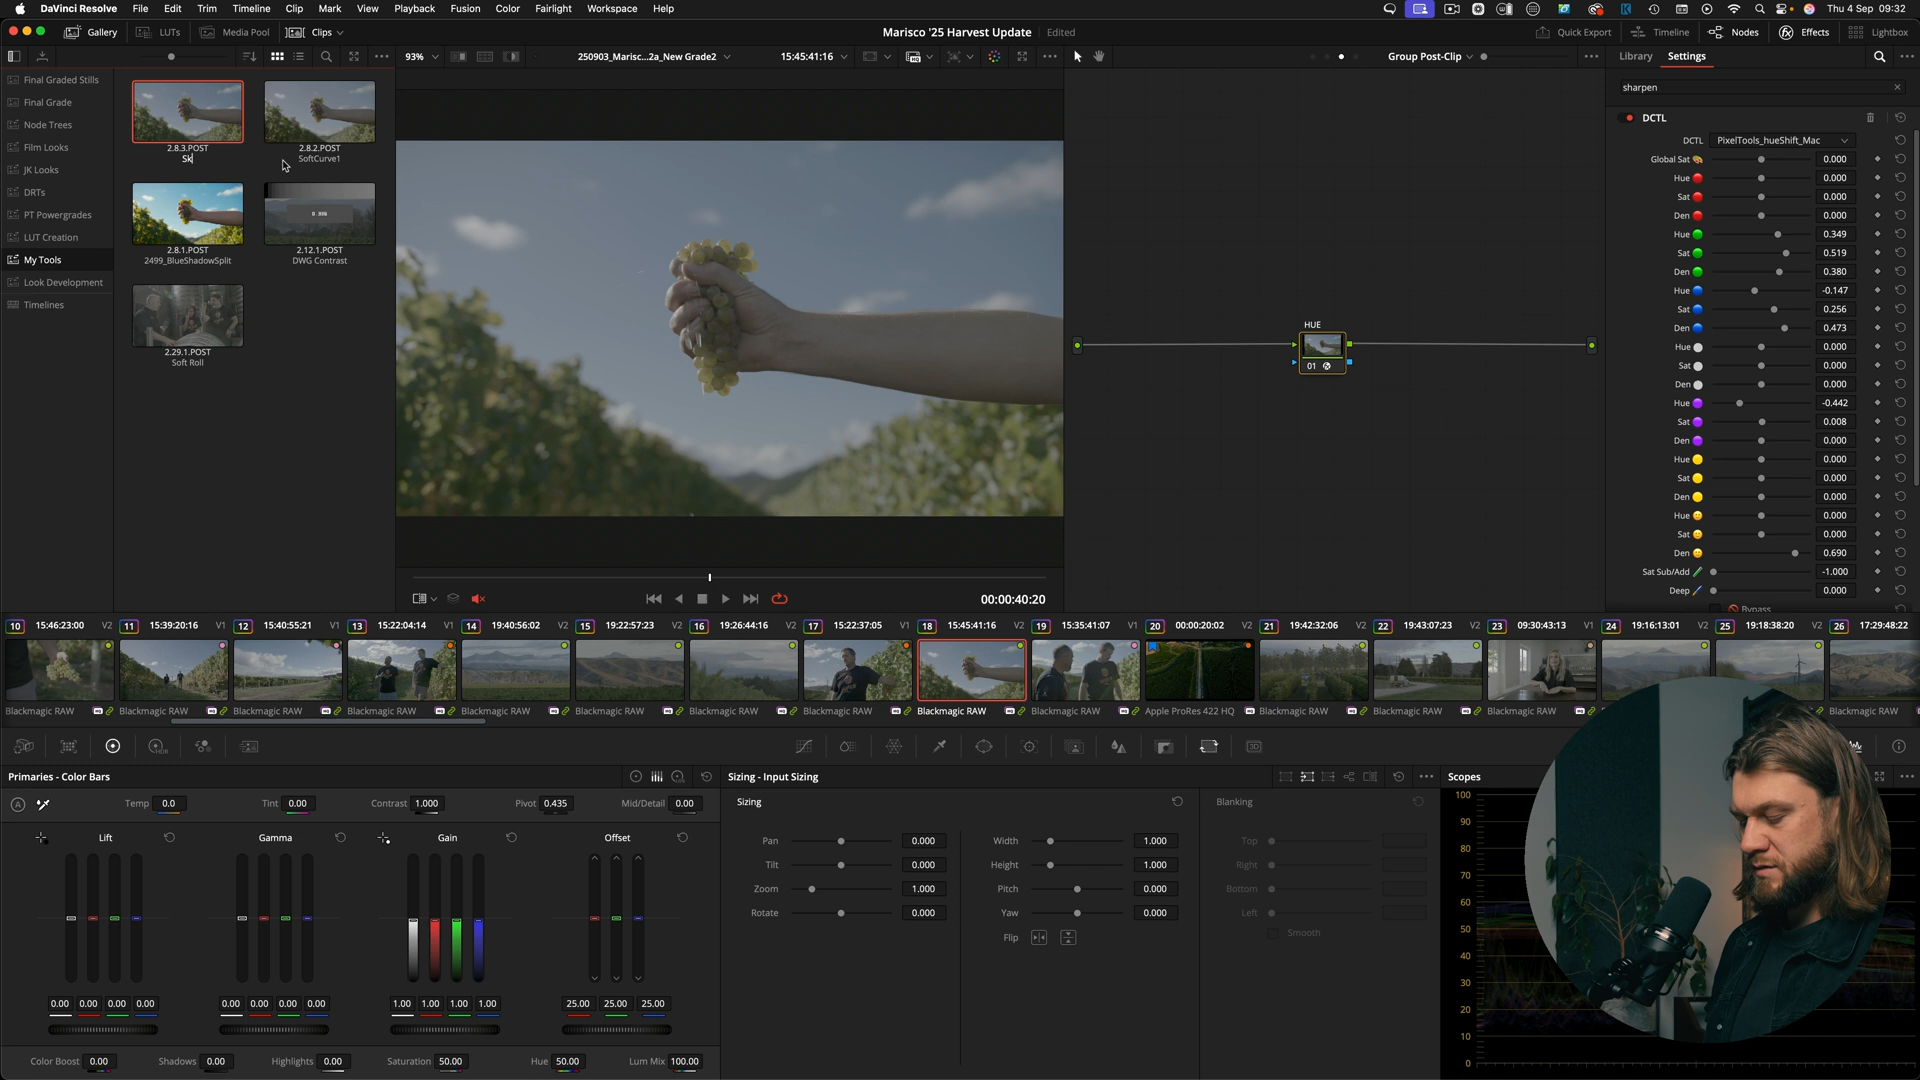 DaVinci Resolve File Edit Trim Timeline Clip Mark View Playback Fusion Color Fairlight Workspace Help Thu 4 Sep 09:32
Gallery LUTs Media Pool Clips Marisco '25 Harvest Update Edited Quick Export Timeline Nodes Effects Lightbox
93% 250903_Marisc...2a_New Grade2 15:45:41:16 Group Post-Clip Library Settings
Final Graded Stills
Final Grade
Node Trees
Film Looks
JK Looks
DRTs
PT Powergrades
LUT Creation
My Tools
Look Development
Timelines
2.8.3.POST
Sk
2.8.2.POST
SoftCurve1
2.8.1.POST
2499_BlueShadowSplit
2.12.1.POST
DWG Contrast
2.29.1.POST
Soft Roll
00:00:40:20
HUE
01
sharpen
DCTL
DCTL PixelTools_hueShift_Mac
Global Sat 0.000
Hue 0.000
Sat 0.000
Den 0.000
Hue 0.349
Sat 0.519
Den 0.380
Hue -0.147
Sat 0.256
Den 0.473
Hue 0.000
Sat 0.000
Den 0.000
Hue -0.442
Sat 0.008
Den 0.000
Hue 0.000
Sat 0.000
Den 0.000
Hue 0.000
Sat 0.000
Den 0.690
Sat Sub/Add -1.000
Deep 0.000
Bypass
10 15:46:23:00 V2 11 15:39:20:16 V1 12 15:40:55:21 V1 13 15:22:04:14 V1 14 19:40:56:02 V2 15 19:22:57:23 V2 16 19:26:44:16 V2 17 15:22:37:05 V1 18 15:45:41:16 V2 19 15:35:41:07 V1 20 00:00:20:02 V2 21 19:42:32:06 V2 22 19:43:07:23 V2 23 09:30:43:13 V1 24 19:16:13:01 V2 25 19:18:38:20 V2 26 17:29:48:22
Blackmagic RAW Blackmagic RAW Blackmagic RAW Blackmagic RAW Blackmagic RAW Blackmagic RAW Blackmagic RAW Blackmagic RAW Blackmagic RAW Blackmagic RAW Apple ProRes 422 HQ Blackmagic RAW Blackmagic RAW Blackmagic RAW Blackmagic RAW Blackmagic RAW
Primaries - Color Bars
Temp 0.0 Tint 0.00 Contrast 1.000 Pivot 0.435 Mid/Detail 0.00
Lift Gamma Gain Offset
0.00 0.00 0.00 0.00 0.00 0.00 0.00 0.00 1.00 1.00 1.00 1.00 25.00 25.00 25.00
Color Boost 0.00 Shadows 0.00 Highlights 0.00 Saturation 50.00 Hue 50.00 Lum Mix 100.00
Sizing - Input Sizing
Sizing
Pan 0.000 Width 1.000
Tilt 0.000 Height 1.000
Zoom 1.000 Pitch 0.000
Rotate 0.000 Yaw 0.000
Flip
Blanking
Top
Right
Bottom
Left
Smooth
Scopes
100
90
80
70
60
50
40
30
20
10
0